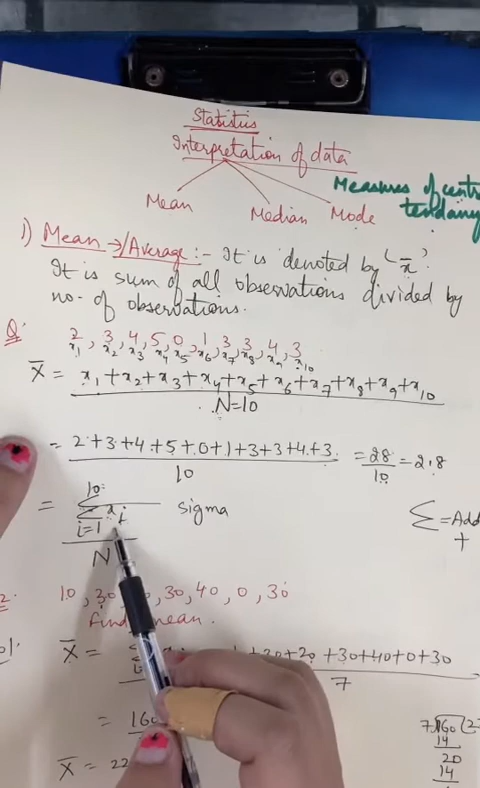 Statistics
Interpretation of data
Measures of
Mean
Median
Mode
i) Mean → /Average :- It is denoted by ' x̄ '.
It is sum of all observations divided by
no. of observations.
Q.
2, 3, 4, 5, 0, 1, 3, 3, 4, 3
x₁ x₂ x₃ x₄ x₅ x₆ x₇ x₈ x₉ x₁₀
X̄ = x₁ + x₂ + x₃ + x₄ + x₅ + x₆ + x₇ + x₈ + x₉ + x₁₀
N = 10
= 2 + 3 + 4 + 5 + 0 + 1 + 3 + 3 + 4 + 3 = 28 = 2.8
10 10
10
= Σ xi sigma
i = 1
N
Σ = Add
+
2. 10, 30, 30, 40, 0, 30
find mean.
X̄ = +20 +30+40+0+30
7
= 160
7 160 (2
14
20
14
X̄ = 22